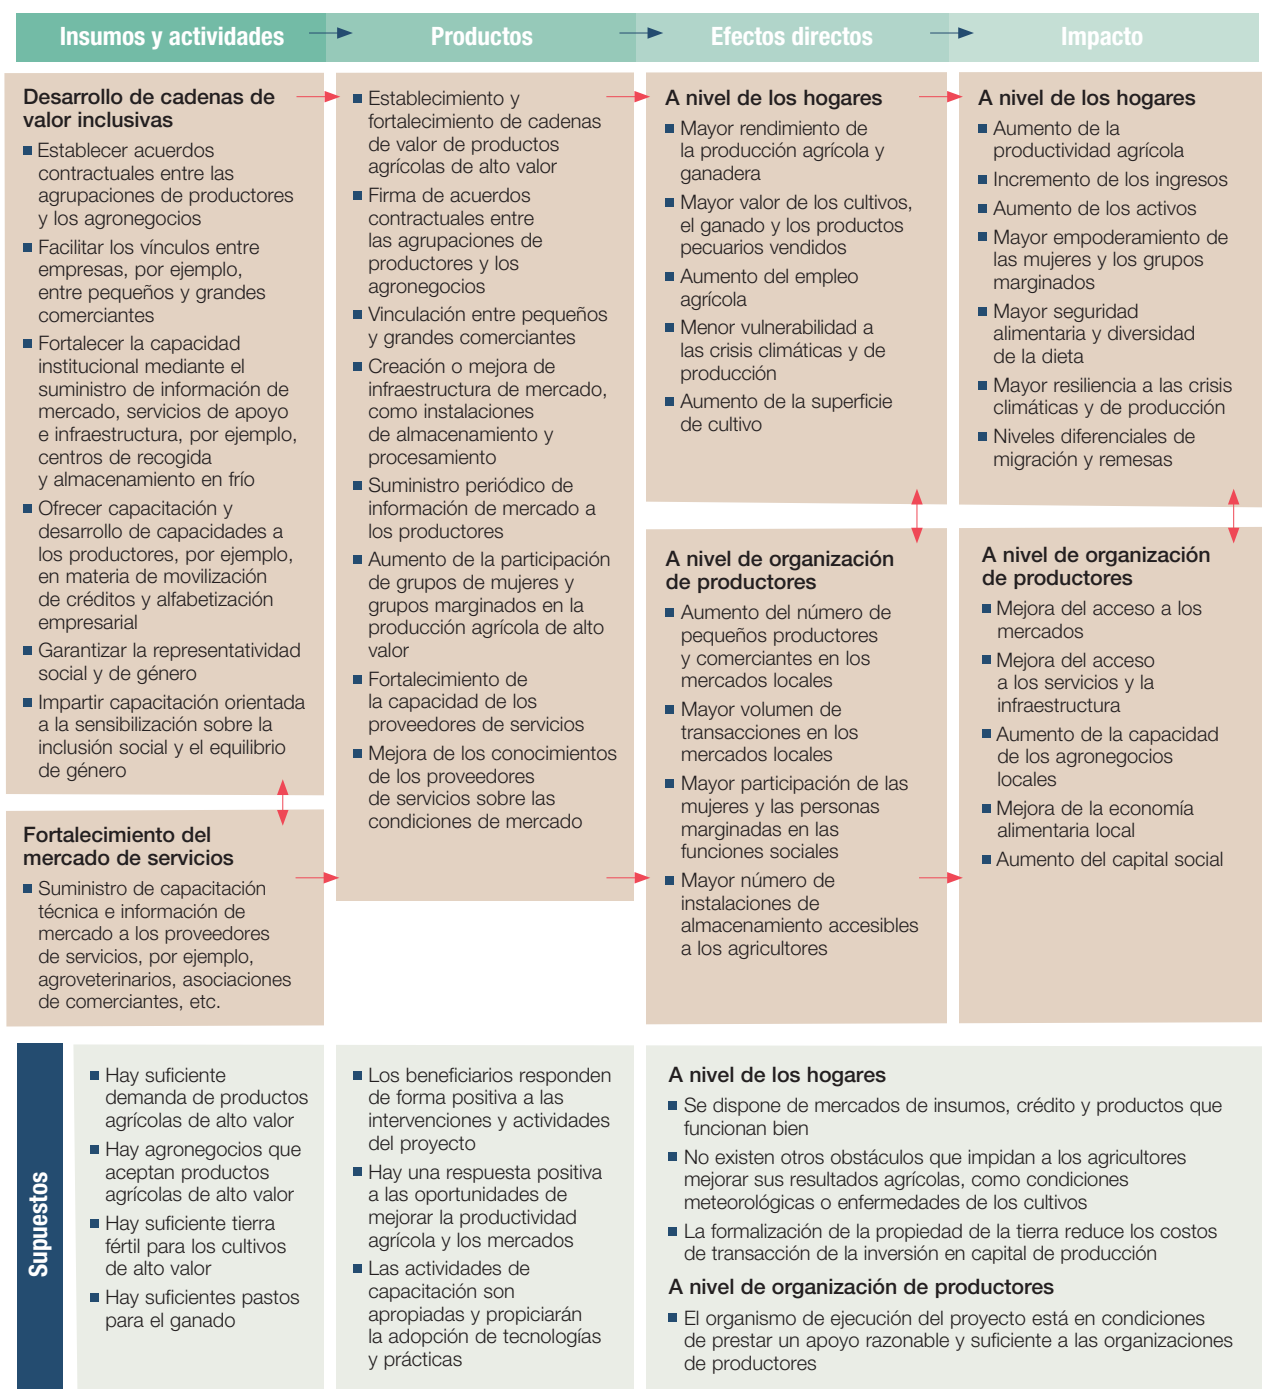 Insumos y actividades
Productos
Efectos directos
Impacto
Desarrollo de cadenas de
valor inclusivas
Establecer acuerdos
contractuales entre las
agrupaciones de productores
y los agronegocios
Facilitar los vínculos entre
empresas, por ejemplo,
entre pequeños y grandes
comerciantes
Fortalecer la capacidad
institucional mediante el
suministro de información de
mercado, servicios de apoyo
e infraestructura, por ejemplo,
centros de recogida
y almacenamiento en frío
Ofrecer capacitación y
desarrollo de capacidades a
los productores, por ejemplo,
en materia de movilización
de créditos y alfabetización
empresarial
Garantizar la representatividad
social y de género
Impartir capacitación orientada
a la sensibilización sobre la
inclusión social y el equilibrio
de género
Fortalecimiento del
mercado de servicios
Suministro de capacitación
técnica e información de
mercado a los proveedores
de servicios, por ejemplo,
agroveterinarios, asociaciones
de comerciantes, etc.
Establecimiento y
fortalecimiento de cadenas
de valor de productos
agrícolas de alto valor
Firma de acuerdos
contractuales entre
las agrupaciones de
productores y los
agronegocios
Vinculación entre pequeños
y grandes comerciantes
Creación o mejora de
infraestructura de mercado,
como instalaciones
de almacenamiento y
procesamiento
Suministro periódico de
información de mercado a
los productores
Aumento de la participación
de grupos de mujeres y
grupos marginados en la
producción agrícola de alto
valor
Fortalecimiento de
la capacidad de los
proveedores de servicios
Mejora de los conocimientos
de los proveedores
de servicios sobre las
condiciones de mercado
A nivel de los hogares
Mayor rendimiento de
la producción agrícola y
ganadera
Mayor valor de los cultivos,
el ganado y los productos
pecuarios vendidos
Aumento del empleo
agrícola
Menor vulnerabilidad a
las crisis climáticas y de
producción
Aumento de la superficie
de cultivo
A nivel de organización
de productores
Aumento del número de
pequeños productores
y comerciantes en los
mercados locales
Mayor volumen de
transacciones en los
mercados locales
Mayor participación de las
mujeres y las personas
marginadas en las
funciones sociales
Mayor número de
instalaciones de
almacenamiento accesibles
a los agricultores
A nivel de los hogares
Aumento de la
productividad agrícola
Incremento de los ingresos
Aumento de los activos
Mayor empoderamiento de
las mujeres y los grupos
marginados
Mayor seguridad
alimentaria y diversidad
de la dieta
Mayor resiliencia a las crisis
climáticas y de producción
Niveles diferenciales de
migración y remesas
A nivel de organización
de productores
Mejora del acceso a los
mercados
Mejora del acceso
a los servicios y la
infraestructura
Aumento de la capacidad
de los agronegocios
locales
Mejora de la economía
alimentaria local
Aumento del capital social
Supuestos
Hay suficiente
demanda de productos
agrícolas de alto valor
Hay agronegocios que
aceptan productos
agrícolas de alto valor
Hay suficiente tierra
fértil para los cultivos
de alto valor
Hay suficientes pastos
para el ganado
Los beneficiarios responden
de forma positiva a las
intervenciones y actividades
del proyecto
Hay una respuesta positiva
a las oportunidades de
mejorar la productividad
agrícola y los mercados
Las actividades de
capacitación son
apropiadas y propiciarán
la adopción de tecnologías
y prácticas
A nivel de los hogares
Se dispone de mercados de insumos, crédito y productos que
funcionan bien
No existen otros obstáculos que impidan a los agricultores
mejorar sus resultados agrícolas, como condiciones
meteorológicas o enfermedades de los cultivos
La formalización de la propiedad de la tierra reduce los costos
de transacción de la inversión en capital de producción
A nivel de organización de productores
El organismo de ejecución del proyecto está en condiciones
de prestar un apoyo razonable y suficiente a las organizaciones
de productores